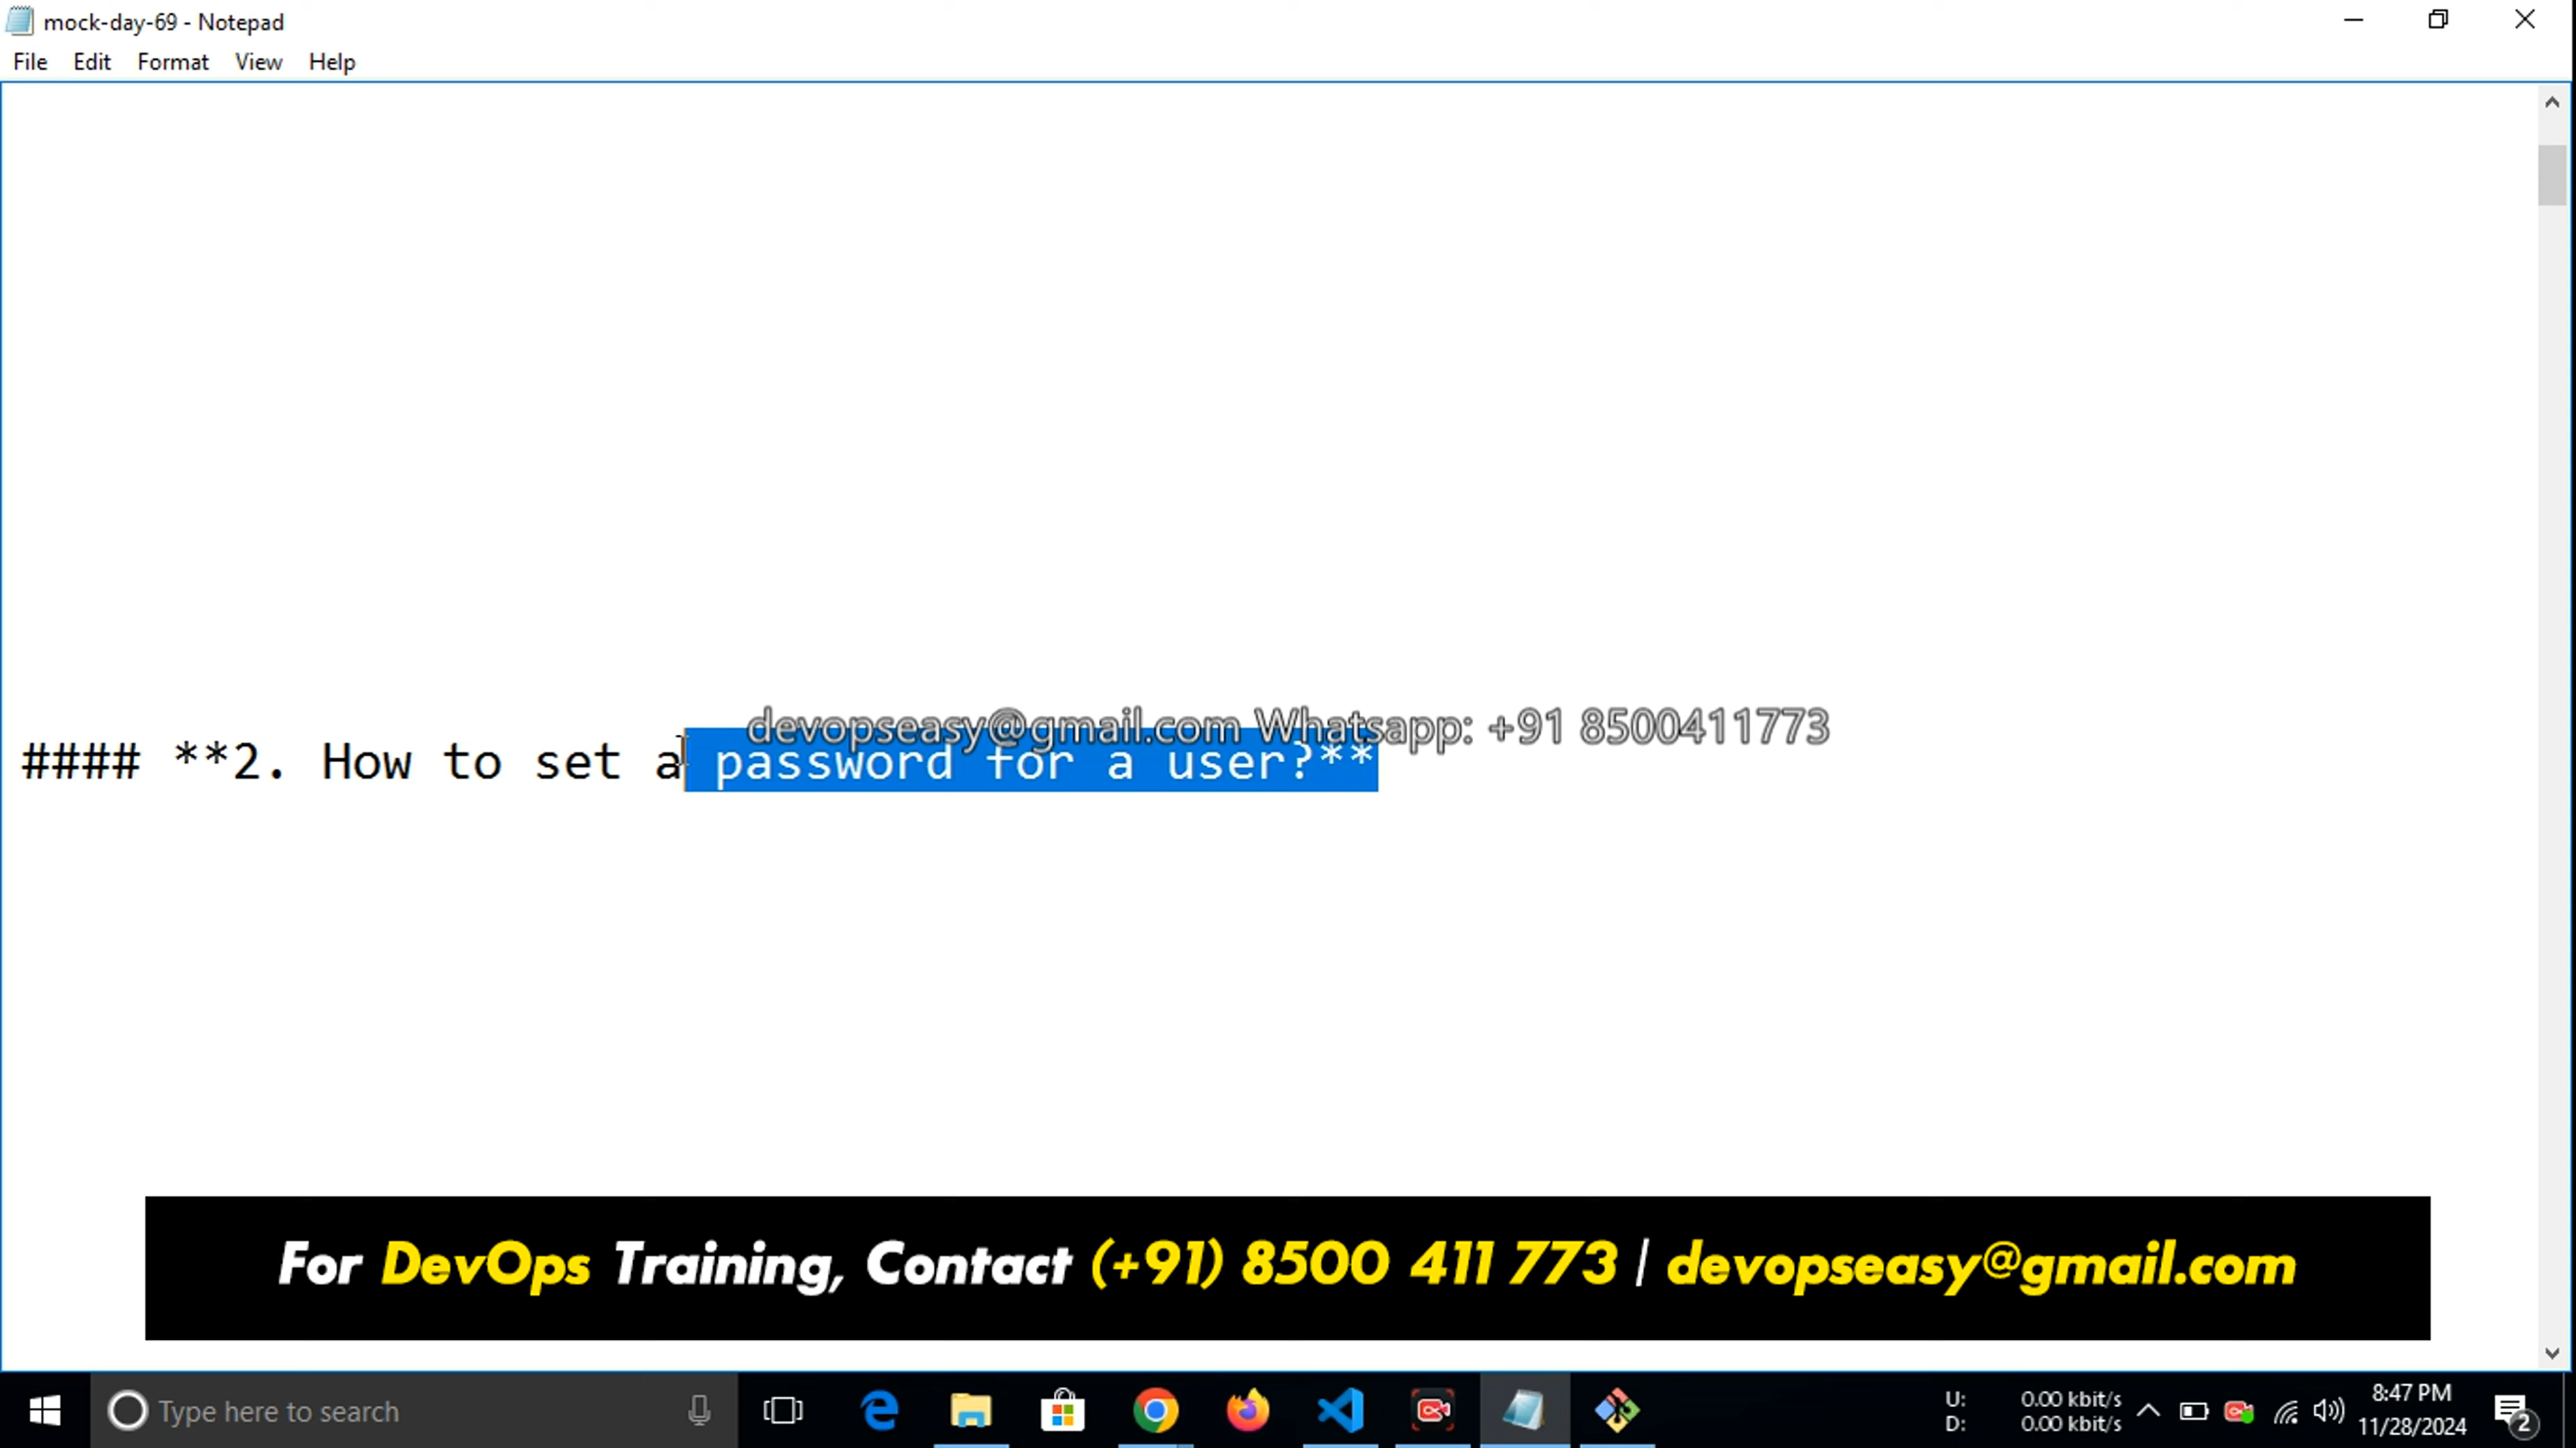 mock-day-69 - Notepad
File Edit Format View Help
devopseasy@gmail.com Whatsapp: +91 8500411773
#### **2. How to set a password for a user?**
For DevOps Training, Contact (+91) 8500 411 773 | devopseasy@gmail.com
Type here to search
U: 0.00 kbit/s
D: 0.00 kbit/s
8:47 PM
11/28/2024
2